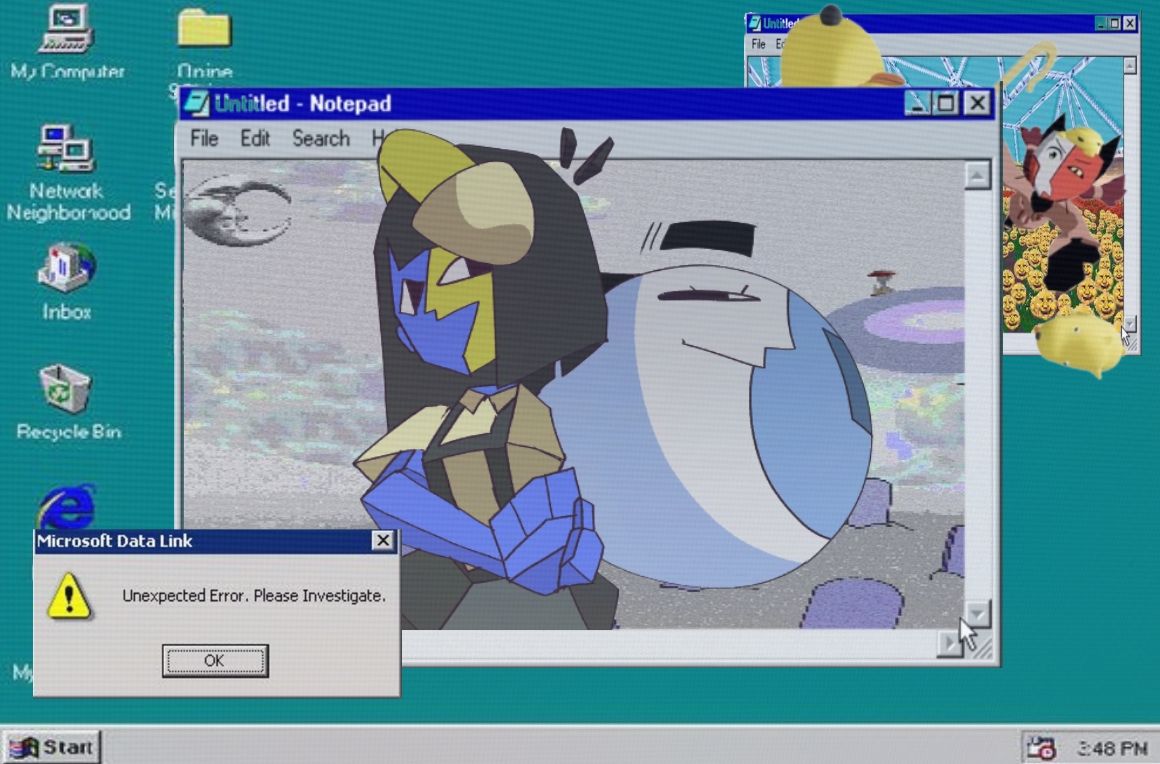 My Computer
Online
Untitled - Notepad
File Edit Search H
Untitled
File
Network
Neighborhood
Inbox
Recycle Bin
Microsoft Data Link
Unexpected Error. Please Investigate.
OK
My
Start
3:48 PM